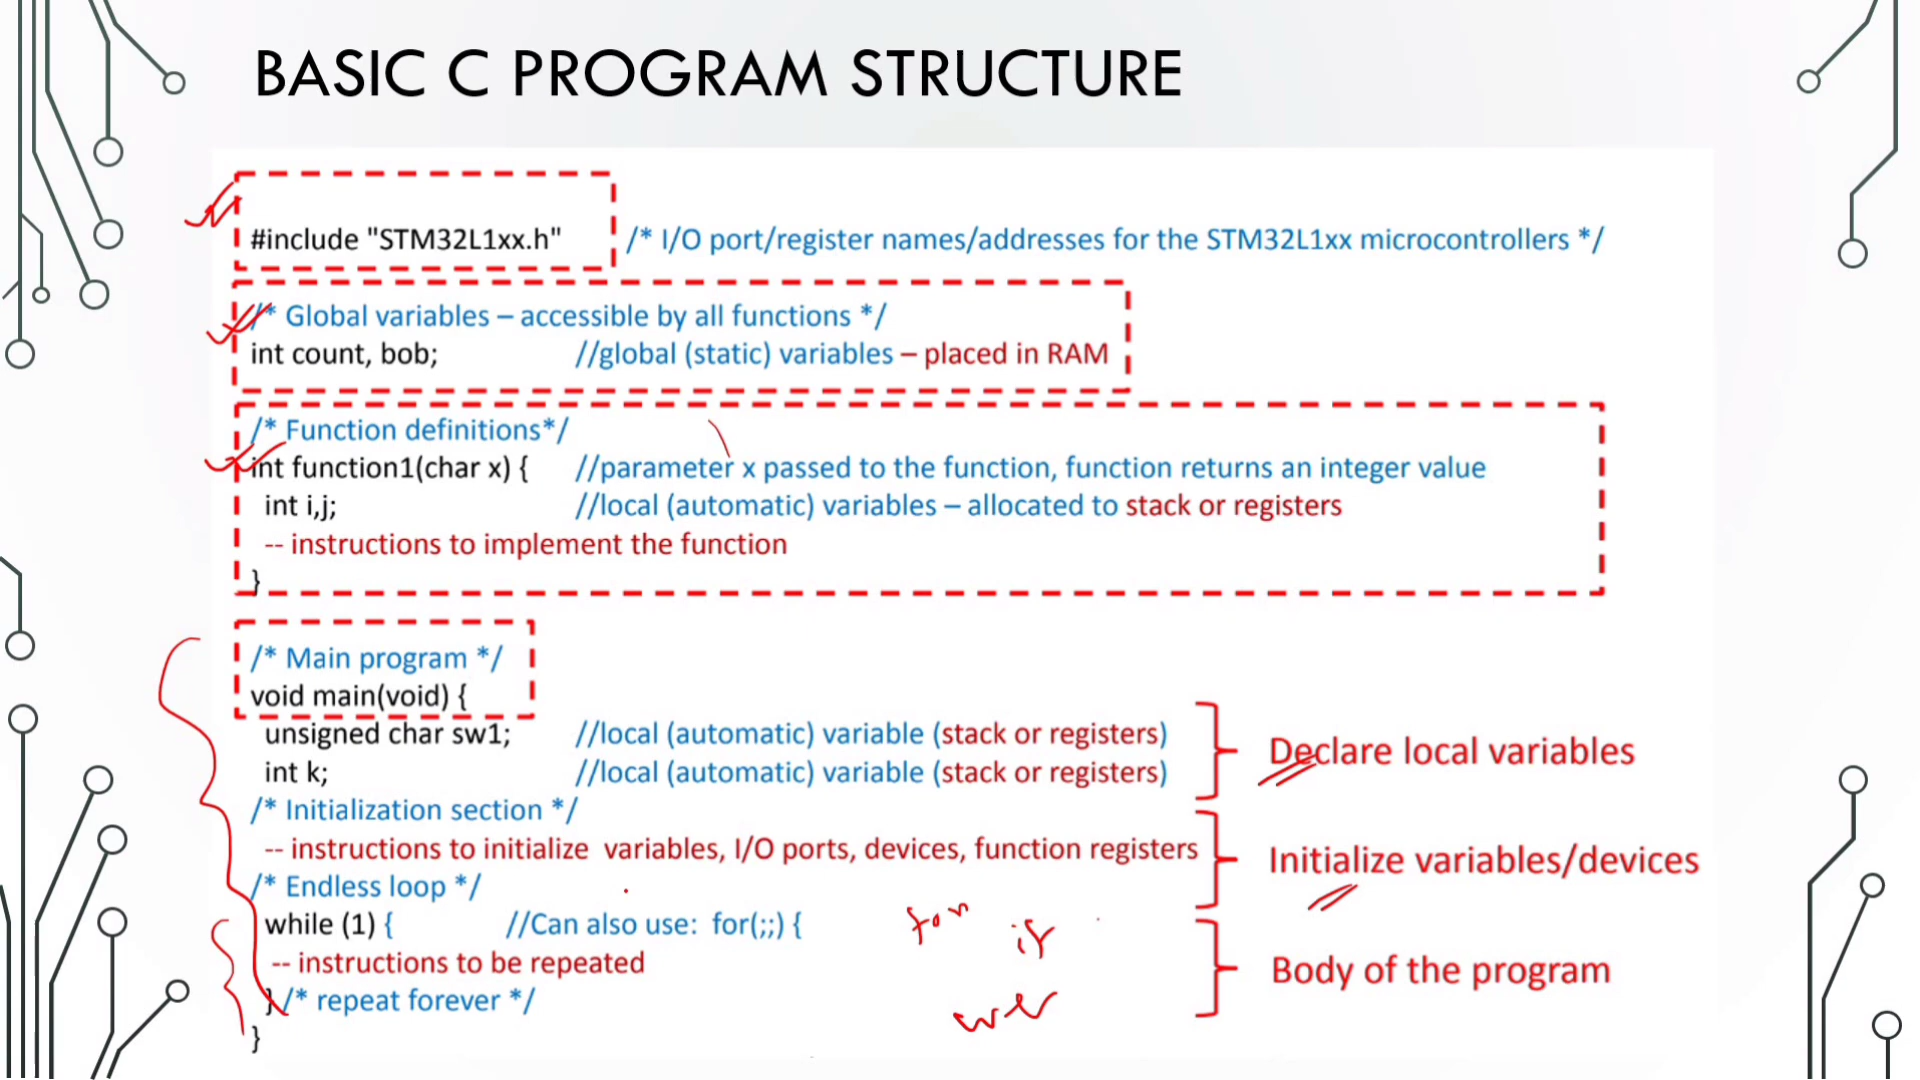 BASIC C PROGRAM STRUCTURE
#include "STM32L1xx.h" /* I/O port/register names/addresses for the STM32L1xx microcontrollers */
/* Global variables – accessible by all functions */
int count, bob; //global (static) variables – placed in RAM
/* Function definitions*/
int function1(char x) { //parameter x passed to the function, function returns an integer value
int i,j; //local (automatic) variables – allocated to stack or registers
-- instructions to implement the function
}
/* Main program */
void main(void) {
unsigned char sw1; //local (automatic) variable (stack or registers)
int k; //local (automatic) variable (stack or registers)
Declare local variables
/* Initialization section */
-- instructions to initialize variables, I/O ports, devices, function registers
Initialize variables/devices
/* Endless loop */
while (1) { //Can also use: for(;;) {
for if
-- instructions to be repeated
Body of the program
} /* repeat forever */
}